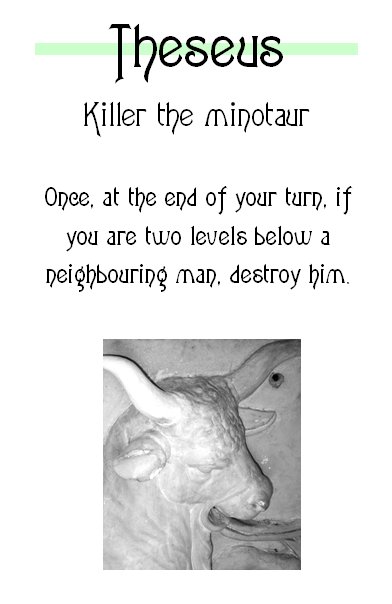 Theseus
Killer the minotaur
Once, at the end of your turn, if
you are two levels below a
neighbouring man, destroy him.